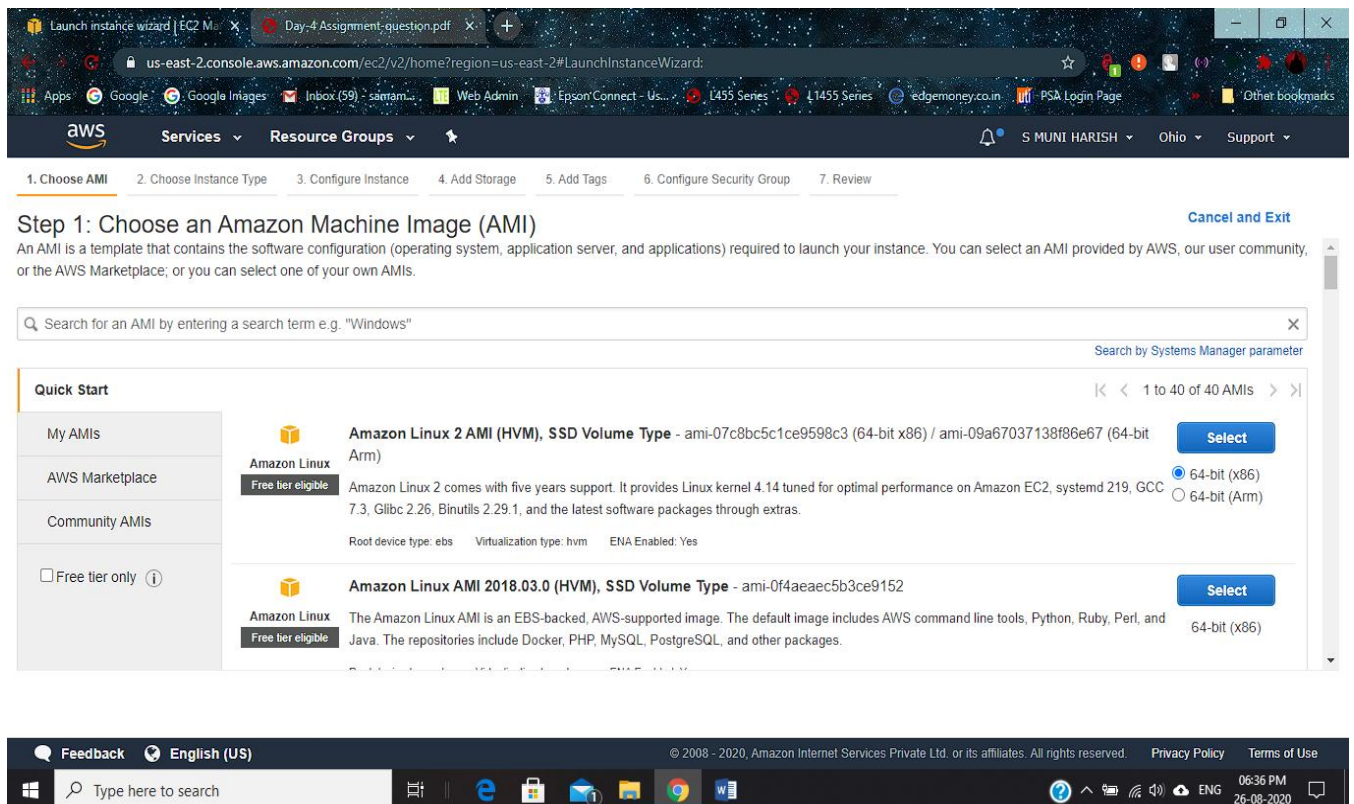 Launch instance wizard | EC2 Ma
Day-4 Assignment-question.pdf
us-east-2.console.aws.amazon.com/ec2/v2/home?region=us-east-2#LaunchInstanceWizard:
Apps Google Google Images Inbox (59) - Web Admin Epson Connect - Us... L455 Series L1455 Series edgemoney.co.in PSA Login Page Other bookmarks
aws Services Resource Groups S MUNI HARISH Ohio Support
1. Choose AMI 2. Choose Instance Type 3. Configure Instance 4. Add Storage 5. Add Tags 6. Configure Security Group 7. Review
Step 1: Choose an Amazon Machine Image (AMI)
Cancel and Exit
An AMI is a template that contains the software configuration (operating system, application server, and applications) required to launch your instance. You can select an AMI provided by AWS, our user community,
or the AWS Marketplace; or you can select one of your own AMIs.
Search for an AMI by entering a search term e.g. "Windows"
Search by Systems Manager parameter
Quick Start
1 to 40 of 40 AMIs
My AMIs
AWS Marketplace
Community AMIs
Free tier only
Amazon Linux
Free tier eligible
Amazon Linux 2 AMI (HVM), SSD Volume Type - ami-07c8bc5c1ce9598c3 (64-bit x86) / ami-09a67037138f86e67 (64-bit
Arm)
Amazon Linux 2 comes with five years support. It provides Linux kernel 4.14 tuned for optimal performance on Amazon EC2, systemd 219, GCC
7.3, Glibc 2.26, Binutils 2.29.1, and the latest software packages through extras.
Root device type: ebs Virtualization type: hvm ENA Enabled: Yes
Select
64-bit (x86)
64-bit (Arm)
Amazon Linux
Free tier eligible
Amazon Linux AMI 2018.03.0 (HVM), SSD Volume Type - ami-0f4aeaec5b3ce9152
The Amazon Linux AMI is an EBS-backed, AWS-supported image. The default image includes AWS command line tools, Python, Ruby, Perl, and
Java. The repositories include Docker, PHP, MySQL, PostgreSQL, and other packages.
Select
64-bit (x86)
Feedback English (US)
© 2008 - 2020, Amazon Internet Services Private Ltd. or its affiliates. All rights reserved. Privacy Policy Terms of Use
Type here to search
ENG
06:36 PM
26-08-2020